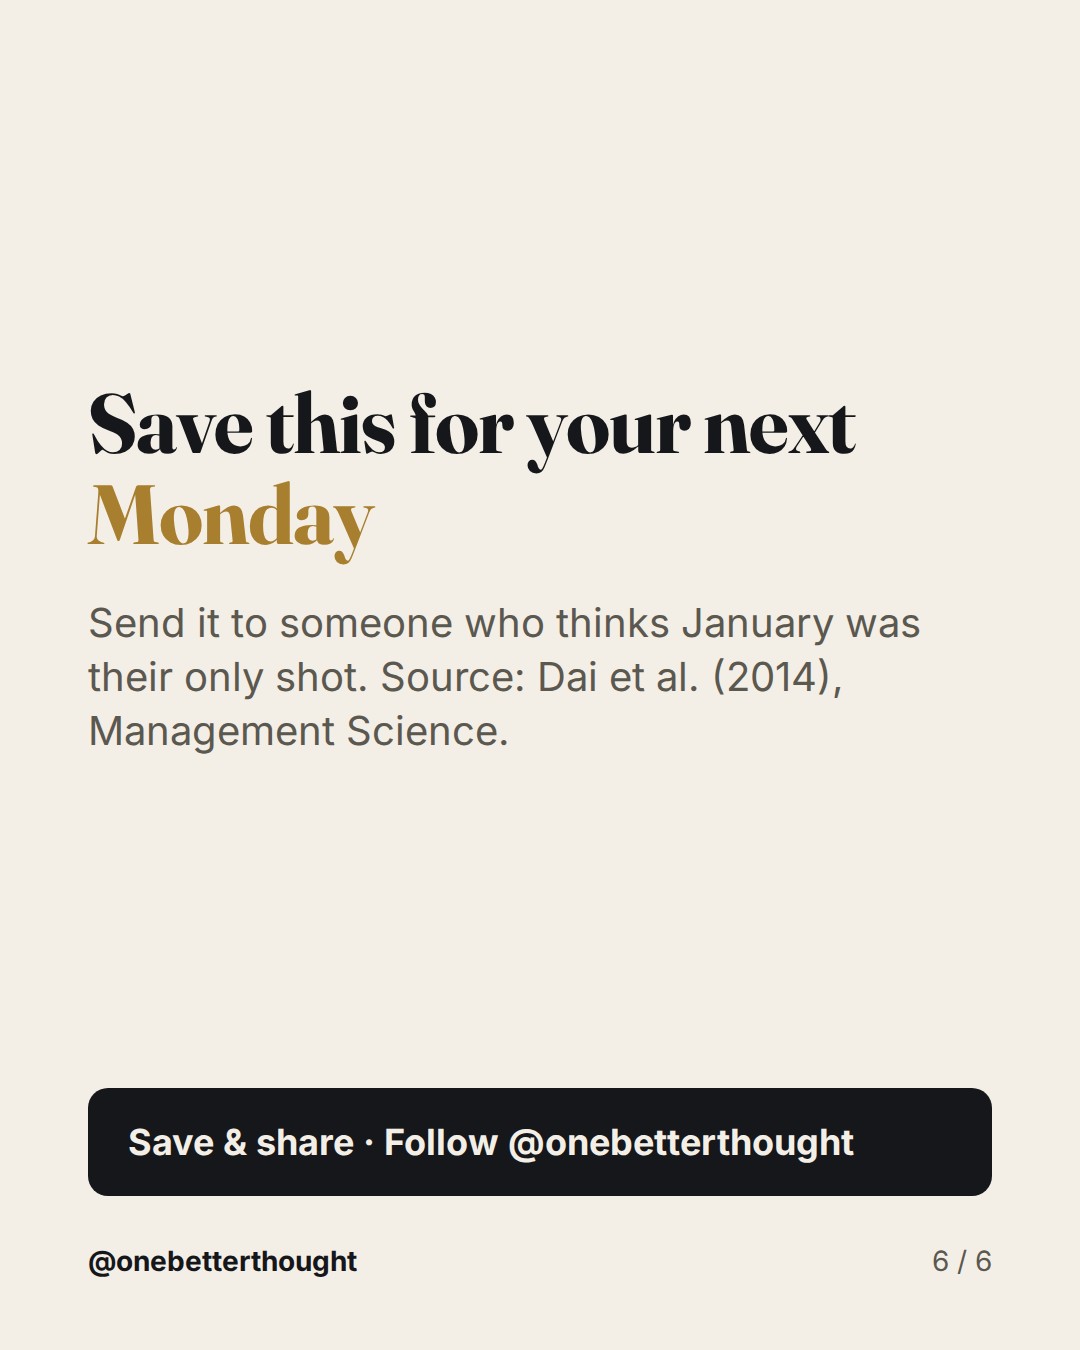 Save this for your next
Monday
Send it to someone who thinks January was
their only shot. Source: Dai et al. (2014),
Management Science.
Save & share · Follow @onebetterthought
@onebetterthought
6 / 6